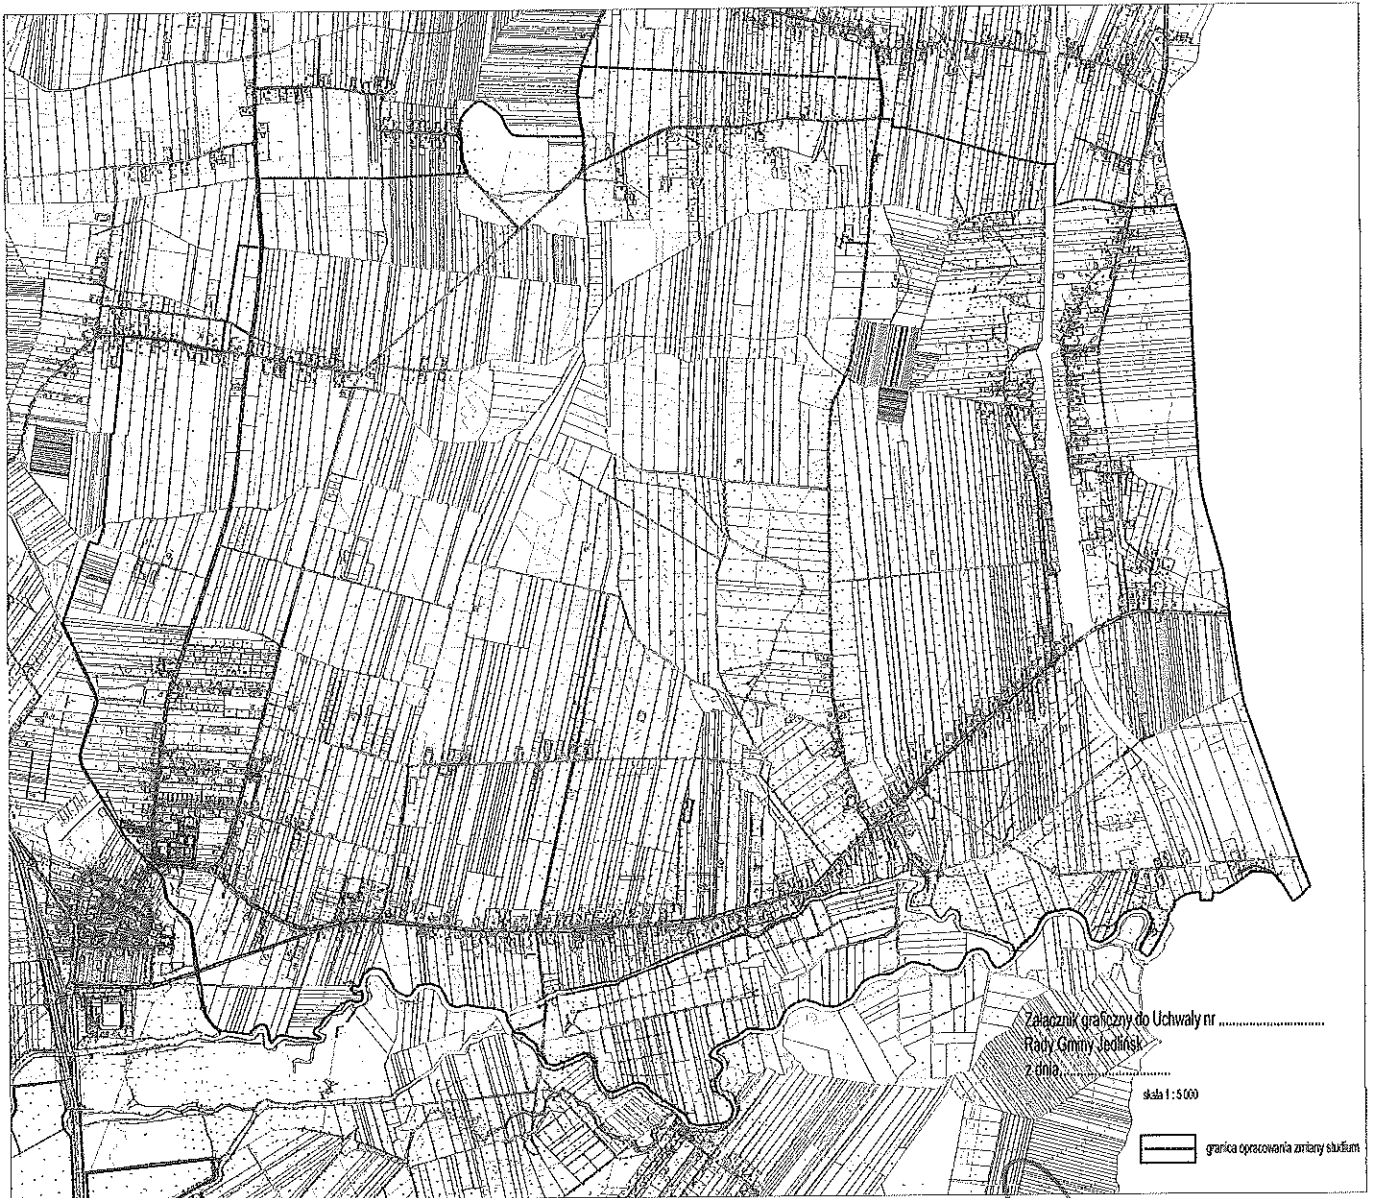 Załącznik graficzny do Uchwały nr ..........................
Rady Gminy Jedlińsk
z dnia..........................
skala 1 : 5 000
granica opracowania zmiany studium